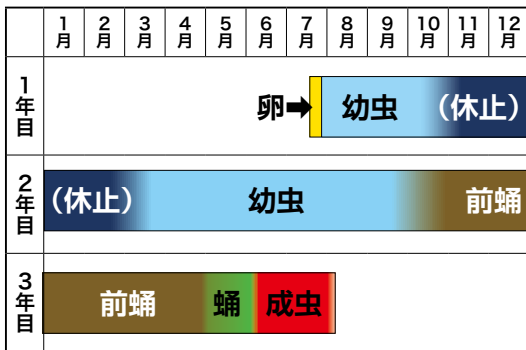 1月 2月 3月 4月 5月 6月 7月 8月 9月 10月 11月 12月
1年目 卵➡ 幼虫 (休止)
2年目 (休止) 幼虫 前蛹
3年目 前蛹 蛹 成虫